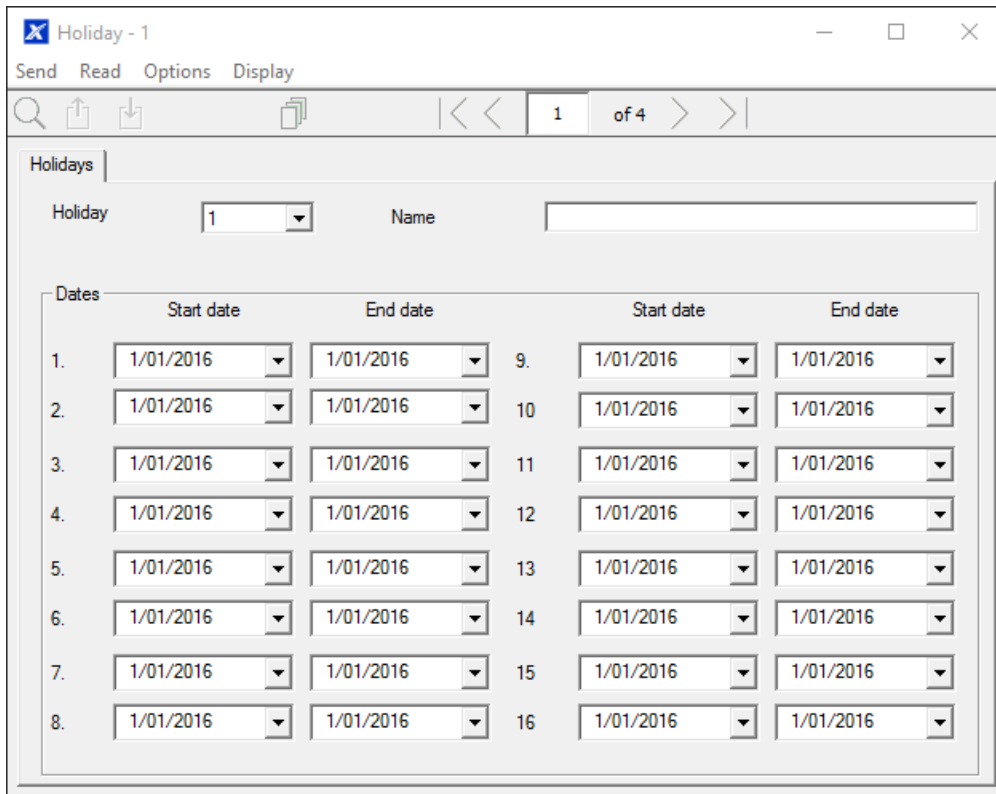 Holiday - 1
Send Read Options Display
1 of 4
Holidays
Holiday 1 Name
Dates
Start date End date Start date End date
1. 1/01/2016 1/01/2016 9. 1/01/2016 1/01/2016
2. 1/01/2016 1/01/2016 10 1/01/2016 1/01/2016
3. 1/01/2016 1/01/2016 11 1/01/2016 1/01/2016
4. 1/01/2016 1/01/2016 12 1/01/2016 1/01/2016
5. 1/01/2016 1/01/2016 13 1/01/2016 1/01/2016
6. 1/01/2016 1/01/2016 14 1/01/2016 1/01/2016
7. 1/01/2016 1/01/2016 15 1/01/2016 1/01/2016
8. 1/01/2016 1/01/2016 16 1/01/2016 1/01/2016